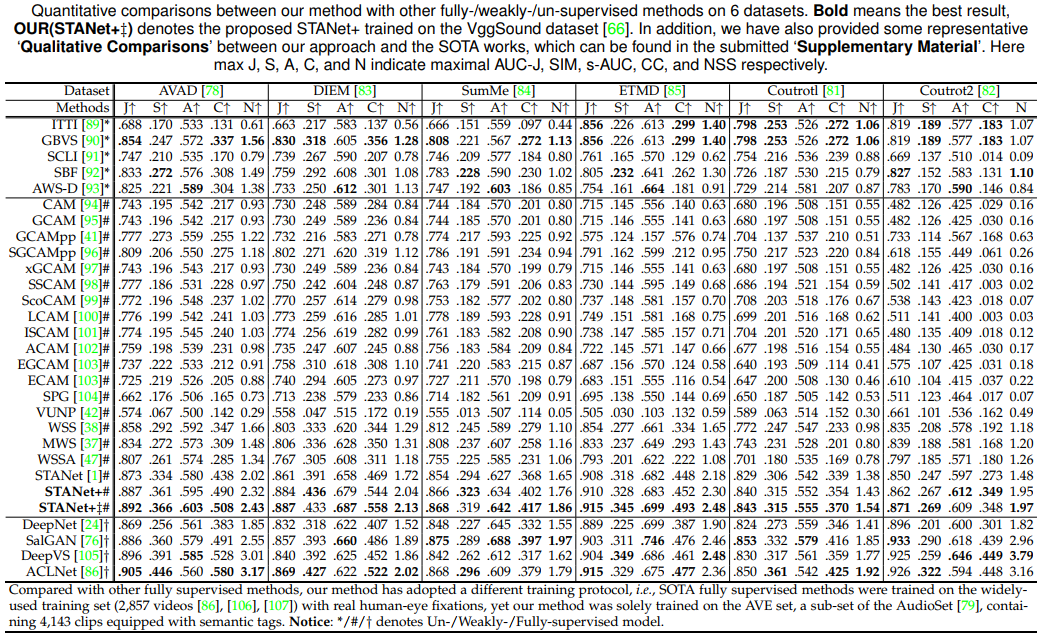 Quantitative comparisons between our method with other fully-/weakly-/un-supervised methods on 6 datasets. Bold means the best result,
OUR(STANet+‡) denotes the proposed STANet+ trained on the VggSound dataset [66]. In addition, we have also provided some representative
'Qualitative Comparisons' between our approach and the SOTA works, which can be found in the submitted 'Supplementary Material'. Here
max J, S, A, C, and N indicate maximal AUC-J, SIM, s-AUC, CC, and NSS respectively.
Dataset AVAD [78] DIEM [83] SumMe [84] ETMD [85] Coutrot1 [81] Coutrot2 [82]
Methods J↑ S↑ A↑ C↑ N↑ J↑ S↑ A↑ C↑ N↑ J↑ S↑ A↑ C↑ N↑ J↑ S↑ A↑ C↑ N↑ J↑ S↑ A↑ C↑ N↑ J↑ S↑ A↑ C↑ N
ITTI [89]* .688 .170 .533 .131 0.61 .663 .217 .583 .137 0.56 .666 .151 .559 .097 0.44 .856 .226 .613 .299 1.40 .798 .253 .526 .272 1.06 .819 .189 .577 .183 1.07
GBVS [90]* .854 .247 .572 .337 1.56 .830 .318 .605 .356 1.28 .808 .221 .567 .272 1.13 .856 .226 .613 .299 1.40 .798 .253 .526 .272 1.06 .819 .189 .577 .183 1.07
SCLI [91]* .747 .210 .535 .170 0.79 .739 .267 .590 .207 0.78 .746 .209 .577 .184 0.80 .761 .165 .570 .129 0.62 .754 .216 .536 .239 0.88 .669 .137 .510 .014 0.09
SBF [92]* .833 .272 .576 .308 1.49 .759 .292 .608 .301 1.08 .783 .228 .590 .230 1.02 .805 .232 .641 .262 1.30 .726 .187 .530 .215 0.79 .827 .152 .583 .131 1.10
AWS-D [93]* .825 .221 .589 .304 1.38 .733 .250 .612 .301 1.13 .747 .192 .603 .186 0.85 .754 .161 .664 .181 0.91 .729 .214 .581 .207 0.87 .783 .170 .590 .146 0.84
CAM [94]# .743 .195 .542 .217 0.93 .730 .248 .589 .284 0.84 .744 .184 .570 .201 0.80 .715 .145 .556 .140 0.63 .680 .196 .508 .151 0.55 .482 .126 .425 .029 0.16
GCAM [95]# .743 .196 .542 .217 0.93 .730 .249 .589 .236 0.84 .744 .184 .570 .201 0.80 .715 .146 .555 .141 0.63 .680 .197 .508 .151 0.55 .482 .126 .425 .030 0.16
GCAMpp [41]# .777 .273 .559 .255 1.22 .732 .216 .583 .271 0.78 .774 .217 .593 .225 0.92 .575 .124 .157 .576 0.74 .704 .137 .537 .210 0.51 .733 .114 .567 .168 0.63
SGCAMpp [96]# .809 .206 .550 .275 1.18 .802 .271 .620 .319 1.12 .786 .191 .591 .234 0.94 .791 .162 .599 .212 0.95 .750 .217 .523 .220 0.84 .618 .155 .449 .061 0.26
xGCAM [97]# .743 .196 .543 .217 0.93 .730 .249 .589 .236 0.84 .743 .184 .570 .199 0.94 .715 .146 .555 .141 0.63 .680 .197 .508 .151 0.55 .482 .126 .425 .030 0.16
SSCAM [98]# .777 .186 .531 .228 0.97 .750 .242 .604 .248 0.87 .763 .179 .591 .206 0.83 .730 .144 .595 .149 0.68 .686 .194 .521 .154 0.59 .502 .141 .417 .003 0.02
ScoCAM [99]# .772 .196 .548 .237 1.02 .770 .257 .614 .279 0.98 .753 .182 .577 .202 0.80 .737 .148 .581 .157 0.70 .708 .203 .518 .176 0.67 .538 .143 .423 .018 0.07
LCAM [100]# .776 .199 .542 .241 1.03 .773 .259 .616 .285 1.01 .778 .189 .593 .228 0.91 .749 .151 .581 .168 0.75 .699 .201 .516 .168 0.62 .511 .141 .400 .003 0.03
ISCAM [101]# .774 .195 .545 .240 1.03 .774 .256 .619 .282 0.99 .761 .183 .582 .208 0.90 .738 .147 .585 .157 0.71 .704 .201 .520 .171 0.65 .480 .135 .409 .018 0.12
ACAM [102]# .759 .198 .539 .231 0.98 .735 .247 .607 .245 0.88 .753 .184 .584 .209 0.84 .722 .145 .571 .147 0.66 .677 .198 .516 .154 0.55 .484 .130 .465 .030 0.17
EGCAM [103]# .737 .222 .533 .212 0.91 .758 .310 .618 .308 1.10 .741 .220 .583 .215 0.87 .687 .156 .570 .124 0.58 .640 .193 .509 .114 0.41 .575 .107 .425 .031 0.18
ECAM [103]# .725 .219 .526 .205 0.88 .740 .294 .605 .273 0.97 .727 .211 .570 .198 0.79 .683 .151 .555 .116 0.54 .647 .200 .508 .130 0.46 .610 .104 .415 .037 0.22
SPG [104]# .662 .176 .506 .165 0.73 .713 .238 .579 .233 0.86 .714 .182 .561 .209 0.91 .695 .138 .550 .144 0.69 .650 .187 .505 .142 0.53 .511 .123 .464 .017 0.07
VUNP [42]# .574 .067 .500 .142 0.29 .558 .047 .515 .172 0.19 .555 .013 .507 .114 0.05 .505 .030 .103 .132 0.59 .589 .063 .514 .152 0.30 .661 .101 .536 .162 0.49
WSS [38]# .858 .292 .592 .347 1.66 .803 .333 .620 .344 1.29 .812 .245 .589 .279 1.10 .854 .277 .661 .334 1.65 .772 .247 .547 .233 0.98 .835 .208 .578 .192 1.18
MWS [37]# .834 .272 .573 .309 1.48 .806 .336 .628 .350 1.31 .808 .237 .607 .258 1.16 .833 .237 .649 .293 1.43 .743 .231 .528 .201 0.80 .839 .188 .581 .168 1.20
WSSA [47]# .807 .261 .574 .285 1.34 .767 .305 .608 .311 1.18 .755 .225 .585 .231 1.06 .793 .201 .622 .222 1.08 .701 .180 .535 .169 0.78 .797 .185 .571 .180 1.26
STANet [1]# .873 .334 .580 .438 2.02 .861 .391 .658 .469 1.72 .854 .294 .627 .368 1.55 .908 .318 .682 .448 2.18 .829 .306 .542 .339 1.38 .850 .247 .597 .273 1.48
STANet+# .887 .361 .595 .490 2.32 .884 .436 .679 .544 2.04 .866 .323 .634 .402 1.76 .910 .328 .683 .452 2.30 .840 .315 .552 .354 1.43 .862 .267 .612 .349 1.95
STANet+‡# .892 .366 .603 .508 2.43 .887 .433 .687 .558 2.13 .868 .319 .642 .417 1.86 .915 .345 .699 .493 2.48 .843 .315 .555 .370 1.54 .871 .269 .609 .348 1.97
DeepNet [24]† .869 .256 .561 .383 1.85 .832 .318 .622 .407 1.52 .848 .227 .645 .332 1.55 .889 .225 .699 .387 1.90 .824 .273 .559 .346 1.41 .896 .201 .600 .301 1.82
SalGAN [76]† .886 .360 .579 .491 2.55 .857 .363 .660 .486 1.89 .875 .289 .688 .397 1.97 .903 .311 .746 .476 2.46 .853 .332 .579 .416 1.85 .933 .290 .618 .439 2.96
DeepVS [105]† .896 .391 .585 .528 3.01 .840 .392 .625 .452 1.86 .842 .262 .612 .317 1.62 .904 .349 .686 .461 2.48 .830 .317 .561 .359 1.77 .925 .259 .646 .449 3.79
ACLNet [86]† .905 .446 .560 .580 3.17 .869 .427 .622 .522 2.02 .868 .296 .609 .379 1.79 .915 .329 .675 .477 2.36 .850 .361 .542 .425 1.92 .926 .322 .594 .448 3.16
Compared with other fully supervised methods, our method has adopted a different training protocol, i.e., SOTA fully supervised methods were trained on the widely-
used training set (2,857 videos [86], [106], [107]) with real human-eye fixations, yet our method was solely trained on the AVE set, a sub-set of the AudioSet [79], contai-
ning 4,143 clips equipped with semantic tags. Notice: */#/† denotes Un-/Weakly-/Fully-supervised model.